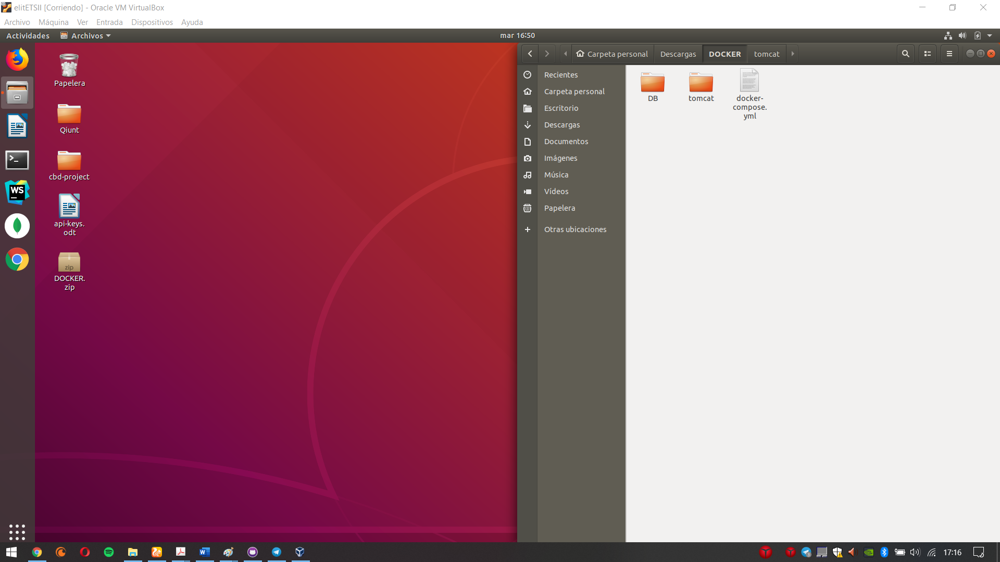 elitETSII [Corriendo] - Oracle VM VirtualBox
Archivo Máquina Ver Entrada Dispositivos Ayuda
Actividades Archivos mar 16:50
Carpeta personal Descargas DOCKER tomcat
Papelera
Qiunt
cbd-project
api-keys.
odt
zip
DOCKER.
zip
WS
Recientes
Carpeta personal
Escritorio
Descargas
Documentos
Imágenes
Música
Vídeos
Papelera
Otras ubicaciones
DB
tomcat
docker-
compose.
yml
17:16